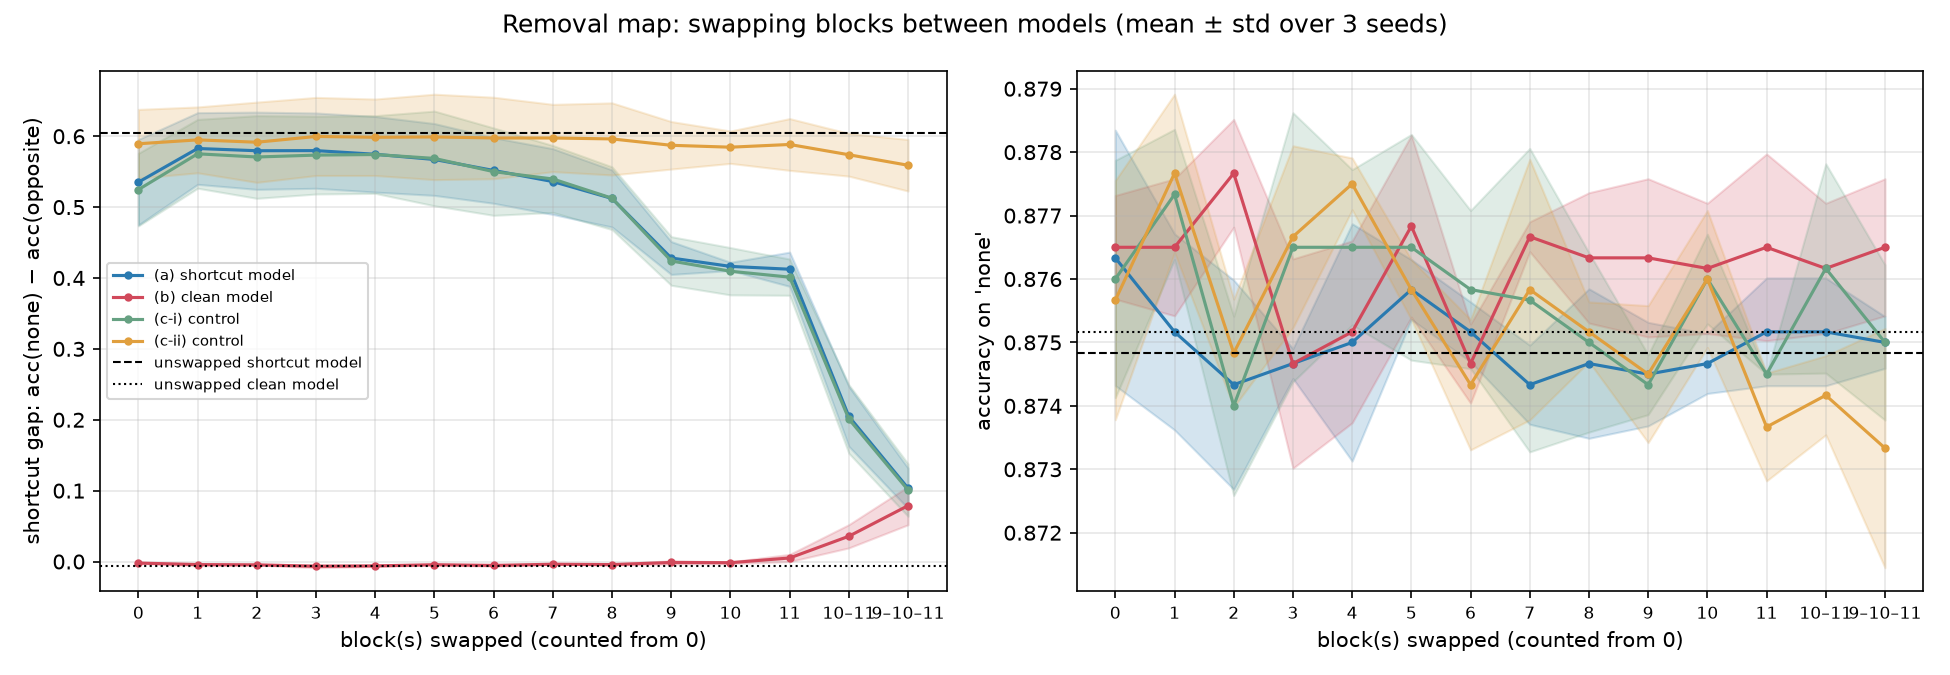 Removal map: swapping blocks between models (mean ± std over 3 seeds)
shortcut gap: acc(none) − acc(opposite)
0.6
0.5
0.4
0.3
0.2
0.1
0.0
(a) shortcut model
(b) clean model
(c-i) control
(c-ii) control
unswapped shortcut model
unswapped clean model
0 1 2 3 4 5 6 7 8 9 10 11 10–11 9–10–11
block(s) swapped (counted from 0)
accuracy on 'none'
0.879
0.878
0.877
0.876
0.875
0.874
0.873
0.872
0 1 2 3 4 5 6 7 8 9 10 11 10–11 9–10–11
block(s) swapped (counted from 0)